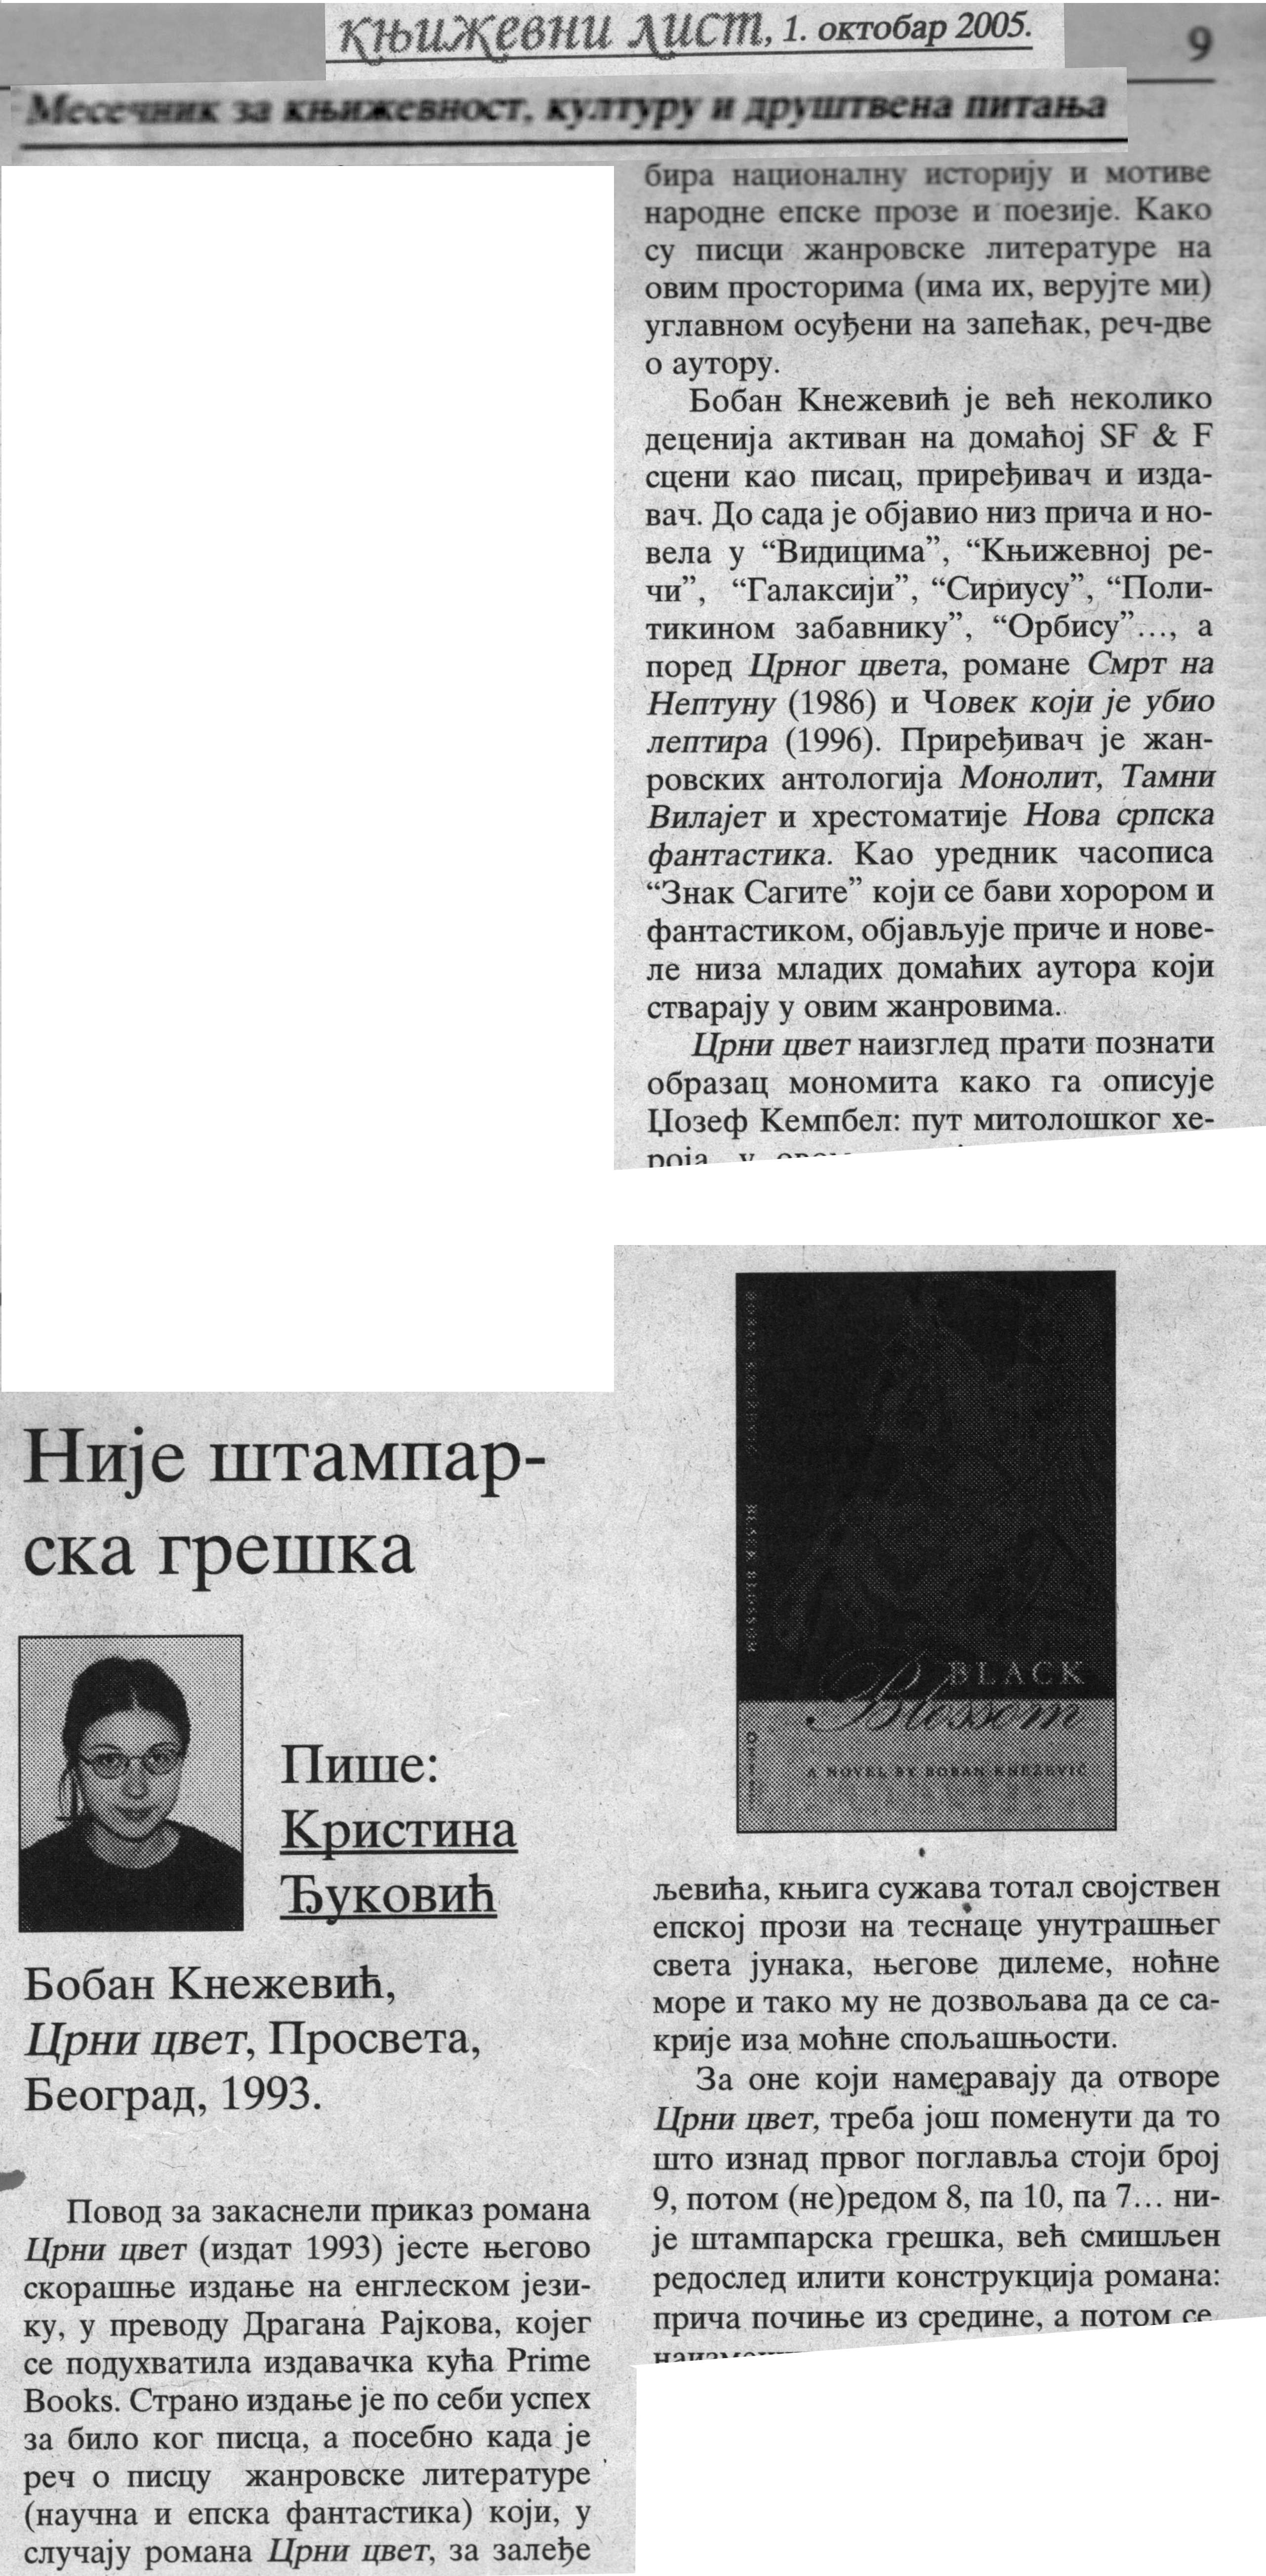 књижевни лист, 1. октобар 2005.
9
Месечник за књижевност, културу и друштвена питања
Није штампар-
ска грешка
Пише:
Кристина
Ђуковић
Бобан Кнежевић,
Црни цвет, Просвета,
Београд, 1993.
Повод за закаснели приказ романа
Црни цвет (издат 1993) јесте његово
скорашње издање на енглеском јези-
ку, у преводу Драгана Рајкова, којег
се подухватила издавачка кућа Prime
Books. Страно издање је по себи успех
за било ког писца, а посебно када је
реч о писцу жанровске литературе
(научна и епска фантастика) који, у
случају романа Црни цвет, за залеђе
бира националну историју и мотиве
народне епске прозе и поезије. Како
су писци жанровске литературе на
овим просторима (има их, верујте ми)
углавном осуђени на запећак, реч-две
о аутору.
Бобан Кнежевић је већ неколико
деценија активан на домаћој SF & F
сцени као писац, приређивач и изда-
вач. До сада је објавио низ прича и но-
вела у “Видицима”, “Књижевној ре-
чи”, “Галаксији”, “Сириусу”, “Поли-
тикином забавнику”, “Орбису”..., а
поред Црног цвета, романе Смрт на
Нептуну (1986) и Човек који је убио
лептира (1996). Приређивач је жан-
ровских антологија Монолит, Тамни
Вилајет и хрестоматије Нова српска
фантастика. Као уредник часописа
“Знак Сагите” који се бави хорором и
фантастиком, објављује приче и нове-
ле низа младих домаћих аутора који
стварају у овим жанровима.
Црни цвет наизглед прати познати
образац мономита како га описује
Џозеф Кемпбел: пут митолошког хе-
роја, у
BOBAN KNEŽEVIĆ
BLACK BLOSSOM
BLACK
Blossom
A NOVEL BY BOBAN KNEŽEVIĆ
љевића, књига сужава тотал својствен
епској прози на теснаце унутрашњег
света јунака, његове дилеме, ноћне
море и тако му не дозвољава да се са-
крије иза моћне спољашњости.
За оне који намеравају да отворе
Црни цвет, треба још поменути да то
што изнад првог поглавља стоји број
9, потом (не)редом 8, па 10, па 7... ни-
је штампарска грешка, већ смишљен
редослед илити конструкција романа:
прича почиње из средине, а потом се